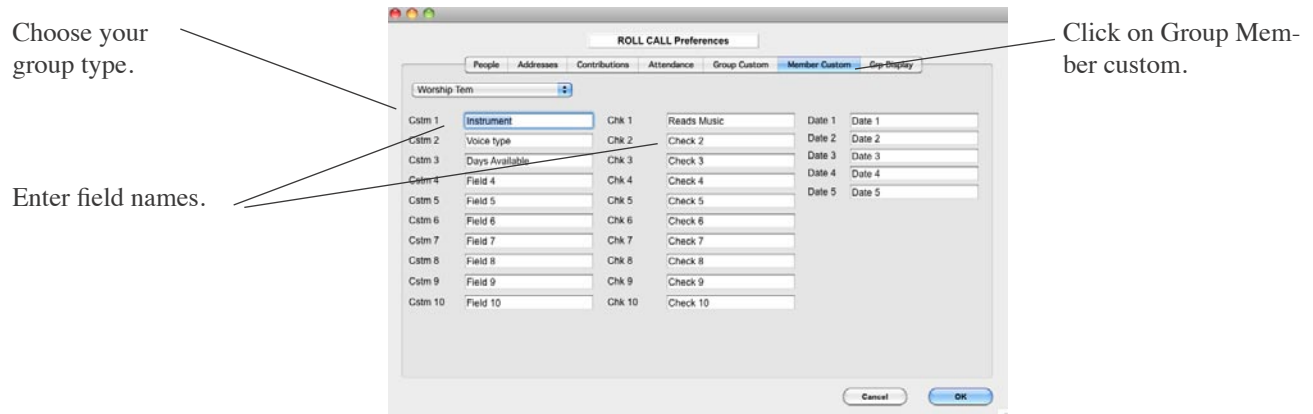 Choose your
group type.
Enter field names.
ROLL CALL Preferences
People Addresses Contributions Attendance Group Custom Member Custom Grp Display
Worship Tem
Cstm 1 Instrument Chk 1 Reads Music Date 1 Date 1
Cstm 2 Voice type Chk 2 Check 2 Date 2 Date 2
Cstm 3 Days Available Chk 3 Check 3 Date 3 Date 3
Cstm 4 Field 4 Chk 4 Check 4 Date 4 Date 4
Cstm 5 Field 5 Chk 5 Check 5 Date 5 Date 5
Cstm 6 Field 6 Chk 6 Check 6
Cstm 7 Field 7 Chk 7 Check 7
Cstm 8 Field 8 Chk 8 Check 8
Cstm 9 Field 9 Chk 9 Check 9
Cstm 10 Field 10 Chk 10 Check 10
Cancel OK
Click on Group Mem-
ber custom.